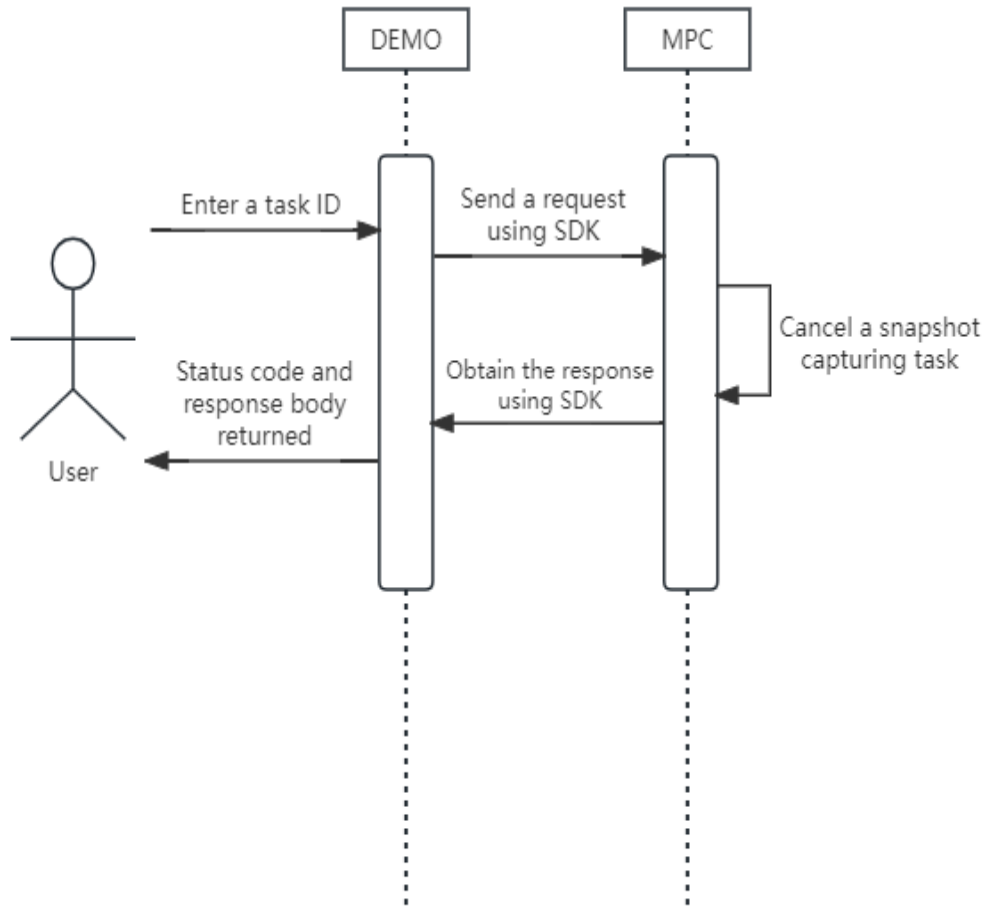 DEMO
MPC
Enter a task ID
Send a request
using SDK
Cancel a snapshot
capturing task
Obtain the response
using SDK
Status code and
response body
returned
User